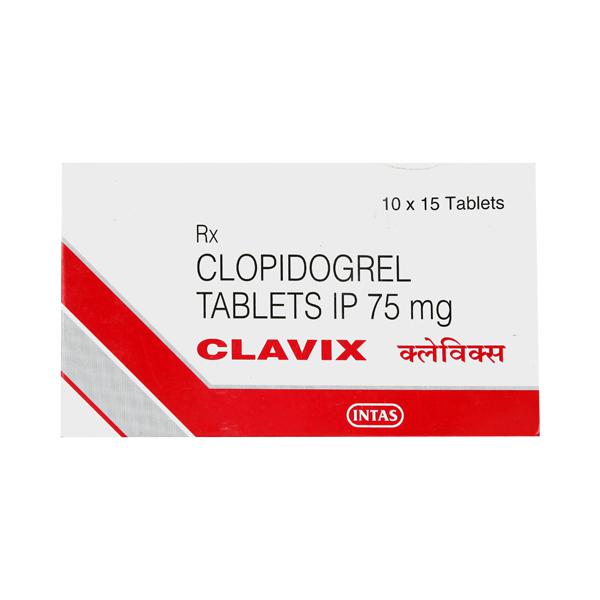 10 x 15 Tablets
Rx
CLOPIDOGREL
TABLETS IP 75 mg
CLAVIX क्लेविक्स
INTAS